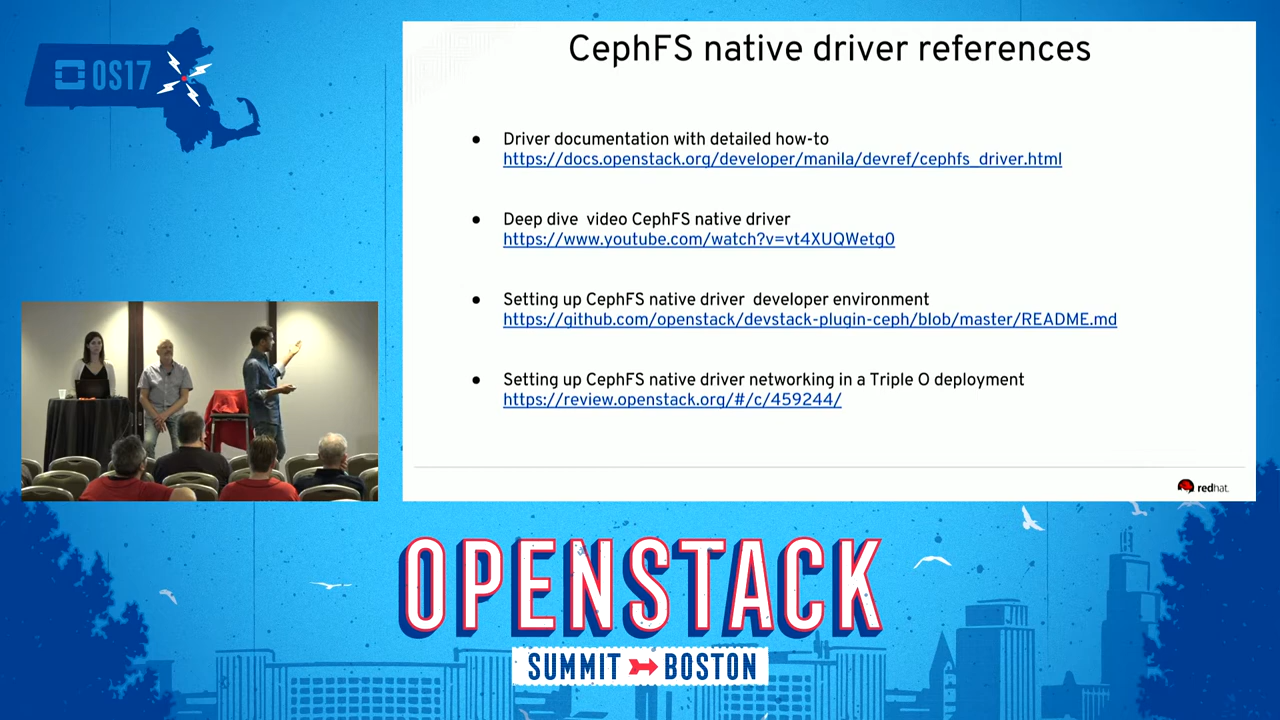 OS17
CephFS native driver references
● Driver documentation with detailed how-to
https://docs.openstack.org/developer/manila/devref/cephfs_driver.html
● Deep dive video CephFS native driver
https://www.youtube.com/watch?v=vt4XUQWetg0
● Setting up CephFS native driver developer environment
https://github.com/openstack/devstack-plugin-ceph/blob/master/README.md
● Setting up CephFS native driver networking in a Triple O deployment
https://review.openstack.org/#/c/459244/
redhat.
OPENSTACK
SUMMIT BOSTON